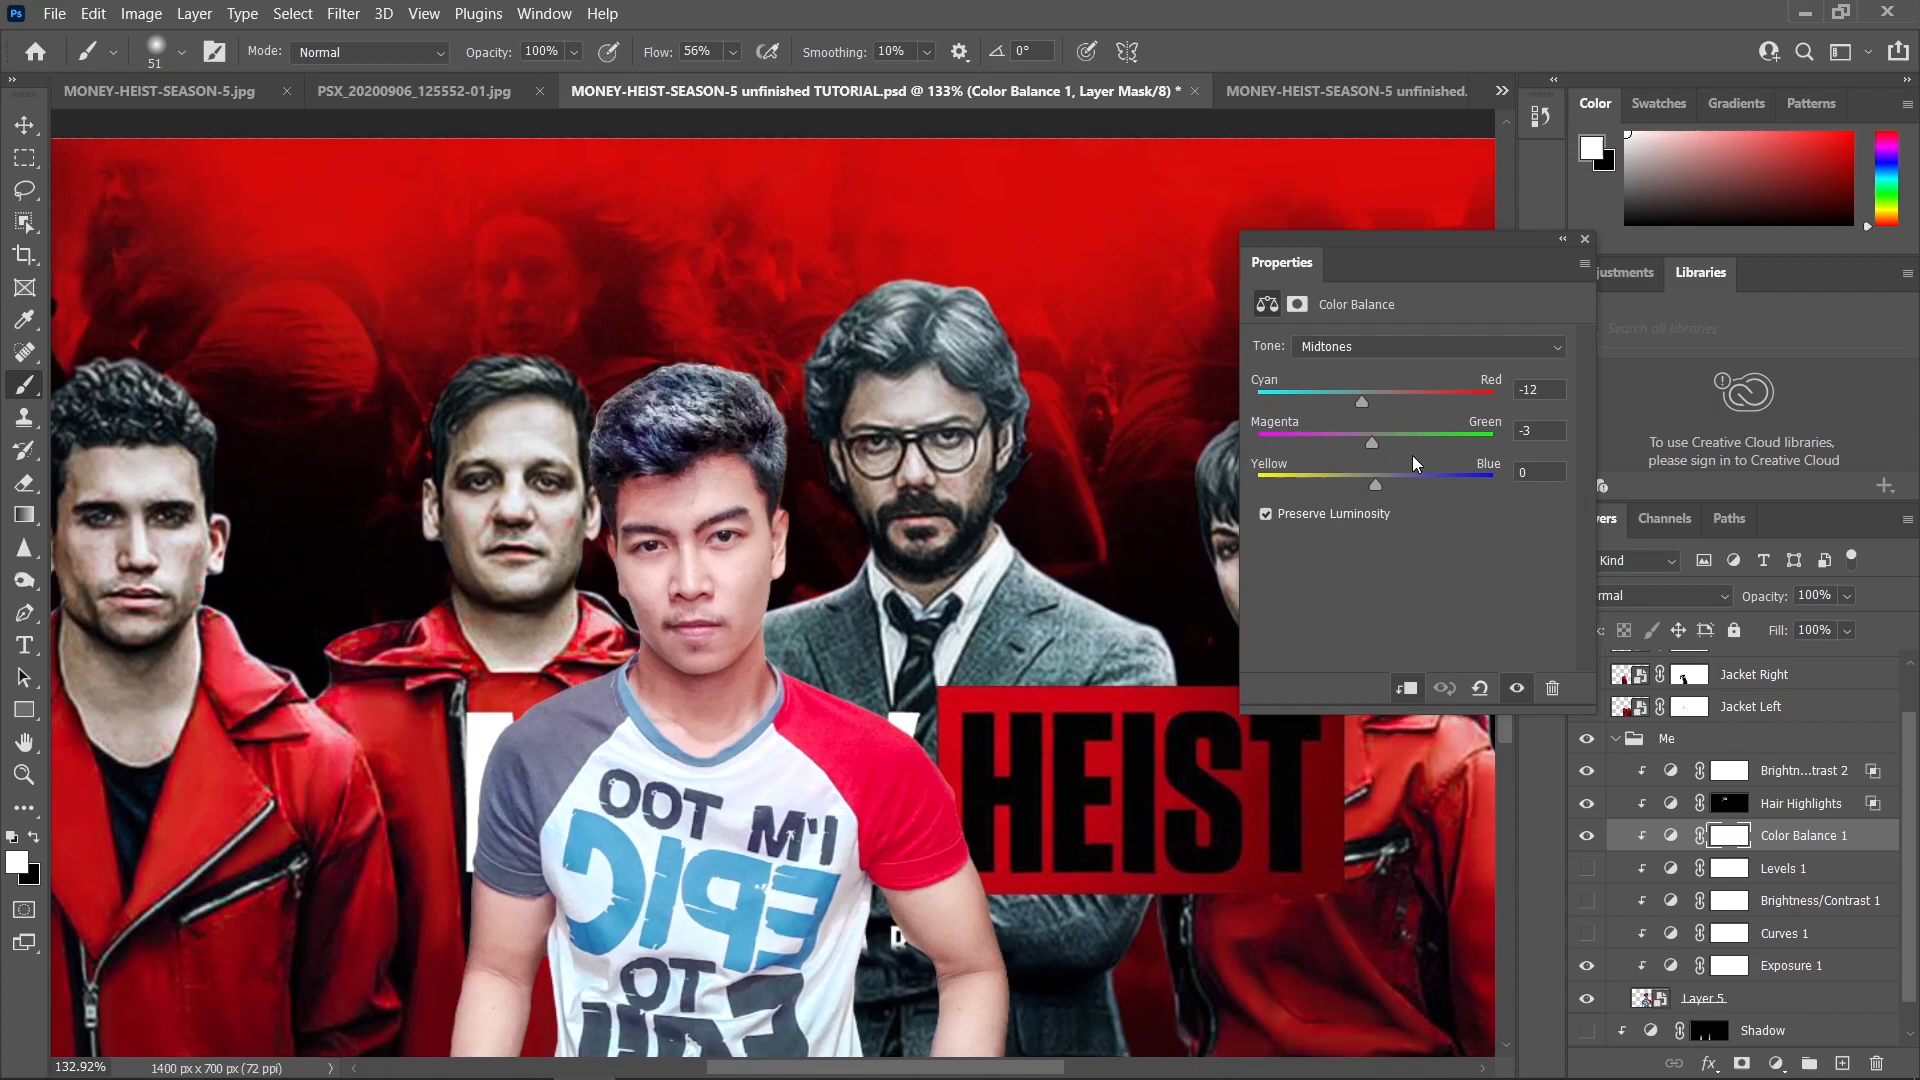 Ps File Edit Image Layer Type Select Filter 3D View Plugins Window Help
51 Mode: Normal Opacity: 100% Flow: 56% Smoothing: 10% 0°
MONEY-HEIST-SEASON-5.jpg PSX_20200906_125552-01.jpg MONEY-HEIST-SEASON-5 unfinished TUTORIAL.psd @ 133% (Color Balance 1, Layer Mask/8) * MONEY-HEIST-SEASON-5 unfinished.
Color Swatches Gradients Patterns
Properties
justments Libraries
Color Balance
Search all libraries
Tone: Midtones
Cyan Red -12
Magenta Green -3
Yellow Blue 0
To use Creative Cloud libraries,
please sign in to Creative Cloud
Preserve Luminosity
yers Channels Paths
Kind
rmal Opacity: 100%
Fill: 100%
Jacket Right
Jacket Left
Me
Brightn...trast 2
Hair Highlights
Color Balance 1
Levels 1
Brightness/Contrast 1
Curves 1
Exposure 1
Layer 5
Shadow
HEIST
I'M TOO
EPIC
TO
132.92% 1400 px x 700 px (72 ppi)